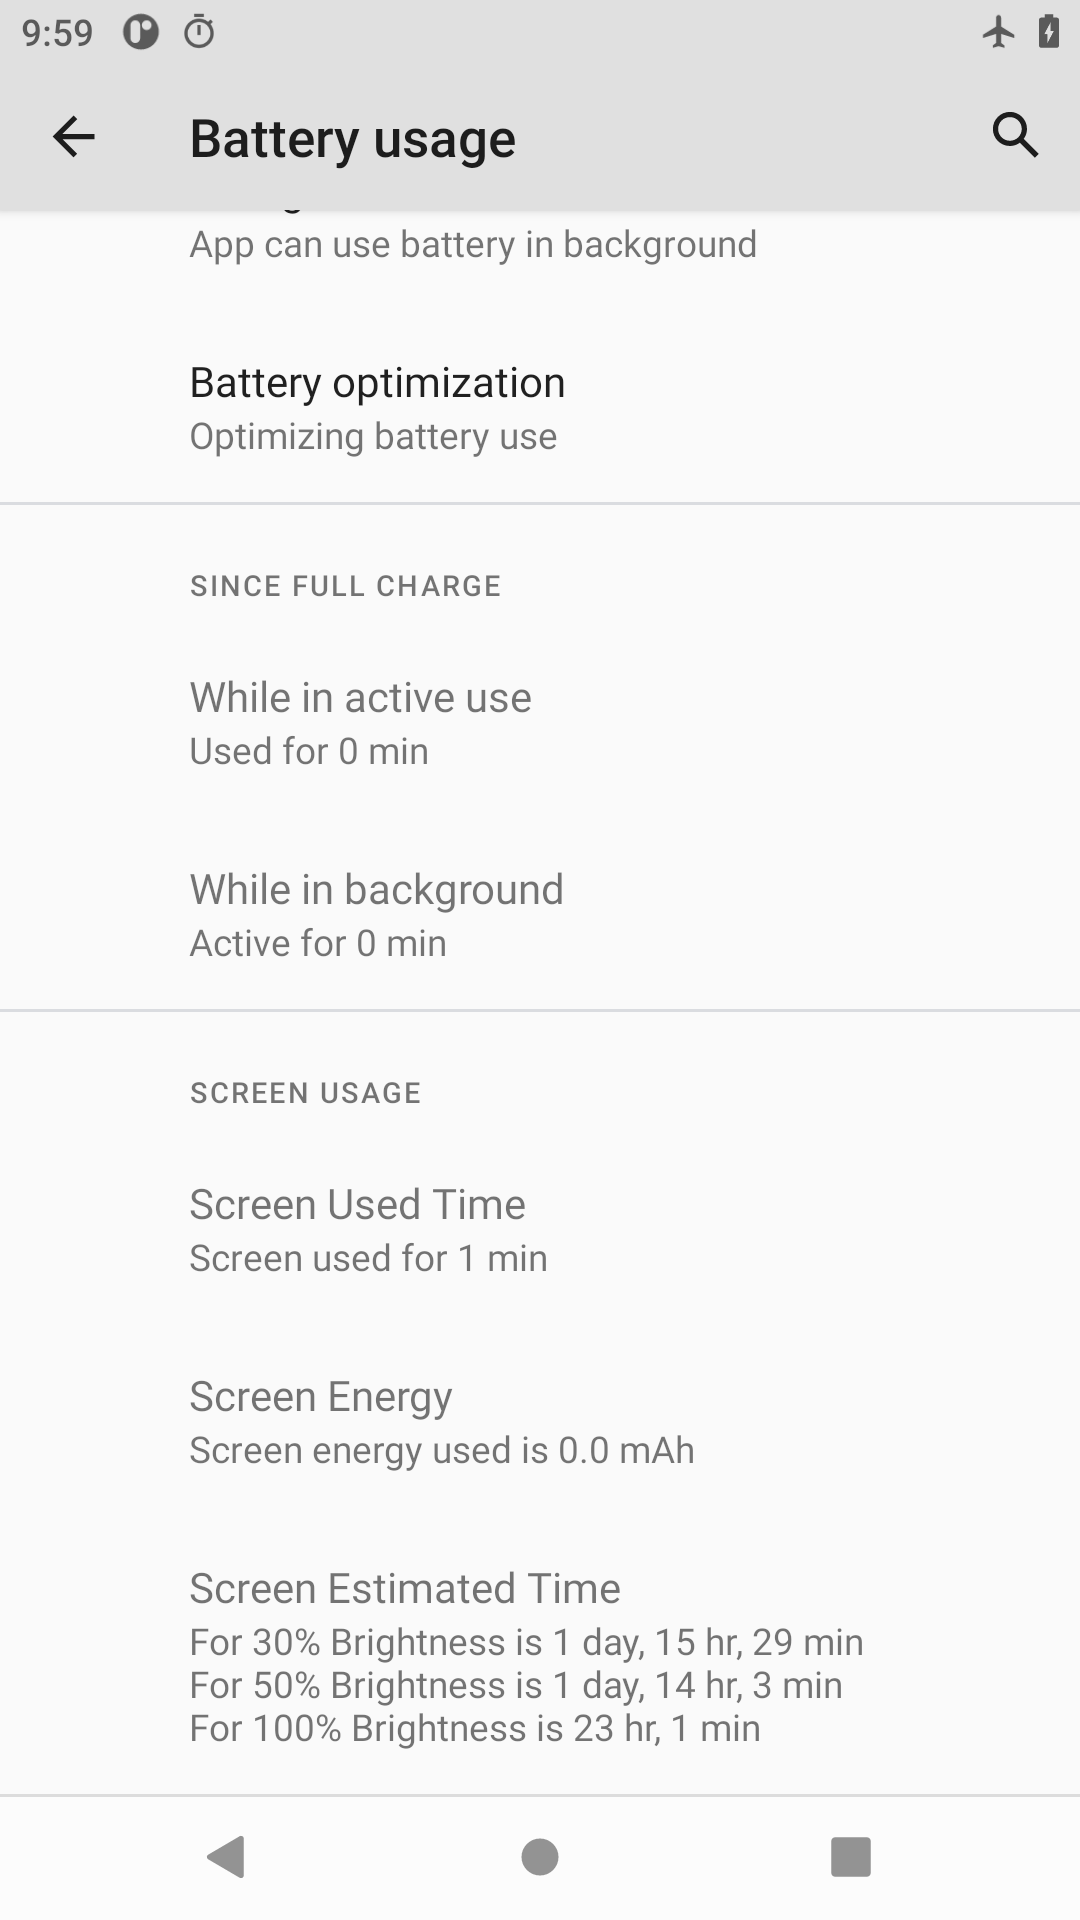 9:59
Battery usage
App can use battery in background
Battery optimization
Optimizing battery use
SINCE FULL CHARGE
While in active use
Used for 0 min
While in background
Active for 0 min
SCREEN USAGE
Screen Used Time
Screen used for 1 min
Screen Energy
Screen energy used is 0.0 mAh
Screen Estimated Time
For 30% Brightness is 1 day, 15 hr, 29 min
For 50% Brightness is 1 day, 14 hr, 3 min
For 100% Brightness is 23 hr, 1 min